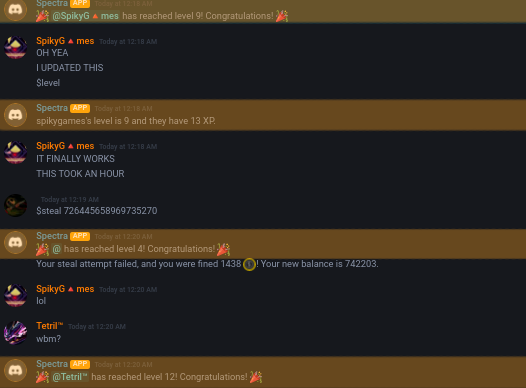 Spectra APP Today at 12:18 AM
🎉 @SpikyG🔺mes has reached level 9! Congratulations! 🎉
SpikyG🔺mes Today at 12:18 AM
OH YEA
I UPDATED THIS
$level
Spectra APP Today at 12:18 AM
spikygames's level is 9 and they have 13 XP.
SpikyG🔺mes Today at 12:18 AM
IT FINALLY WORKS
THIS TOOK AN HOUR
Today at 12:19 AM
$steal 726445658969735270
Spectra APP Today at 12:20 AM
🎉 @ has reached level 4! Congratulations! 🎉
Your steal attempt failed, and you were fined 1438 ! Your new balance is 742203.
SpikyG🔺mes Today at 12:20 AM
lol
Tetril™ Today at 12:20 AM
wbm?
Spectra APP Today at 12:20 AM
🎉 @Tetril™ has reached level 12! Congratulations! 🎉